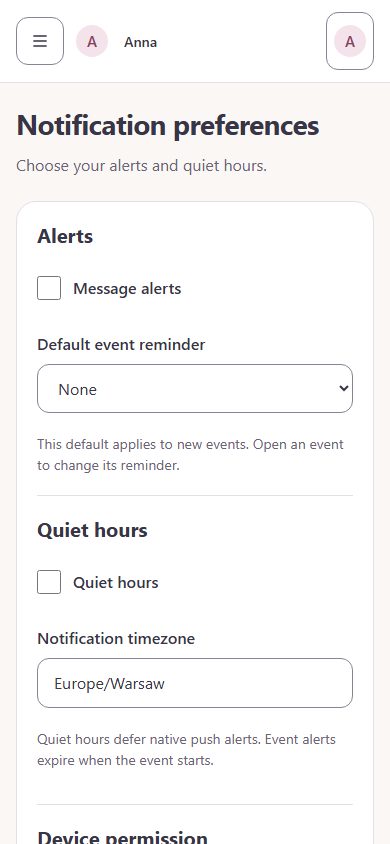 A
Anna
A
Notification preferences
Choose your alerts and quiet hours.
Alerts
Message alerts
Default event reminder
None
This default applies to new events. Open an event
to change its reminder.
Quiet hours
Quiet hours
Notification timezone
Europe/Warsaw
Quiet hours defer native push alerts. Event alerts
expire when the event starts.
Device permission